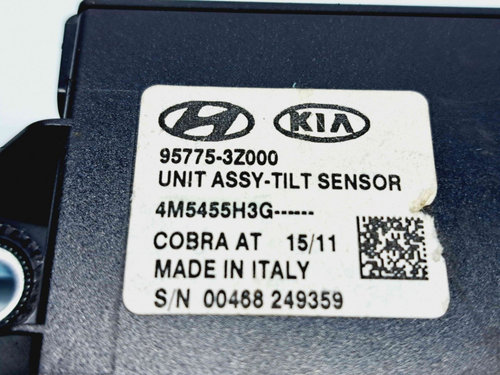 KIA
95775-3Z000
UNIT ASSY-TILT SENSOR
4M5455H3G------
COBRA AT 15/11
MADE IN ITALY
S/N 00468 249359